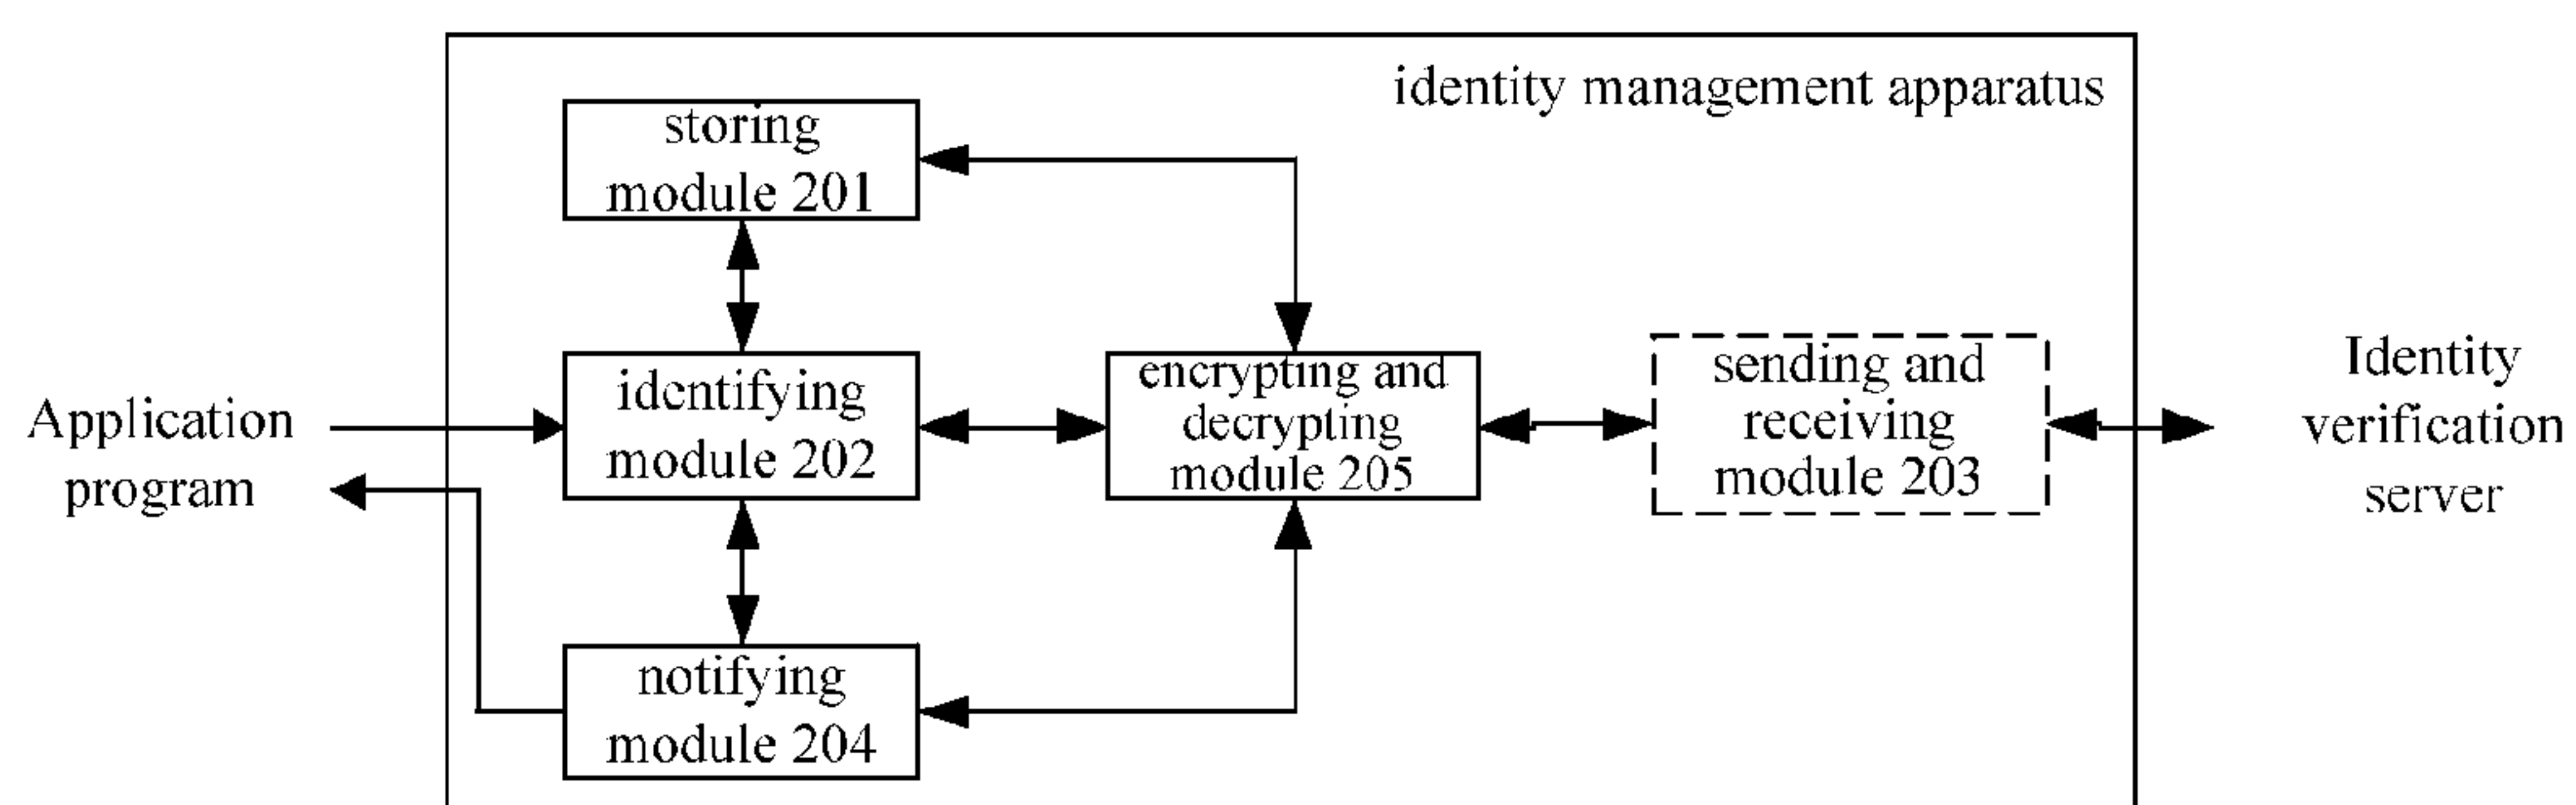 identity management apparatus
storing
module 201
Application
program
identifying
module 202
encrypting and
decrypting
module 205
sending and
receiving
module 203
Identity
verification
server
notifying
module 204